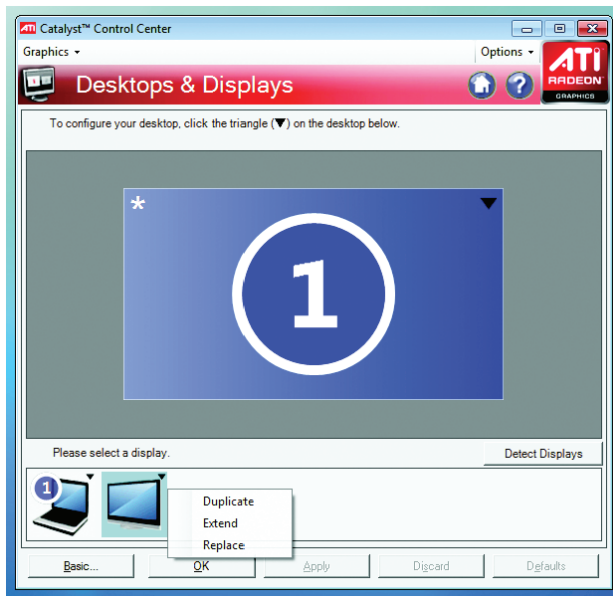 ATI Catalyst™ Control Center
Graphics
Options
ATI
RADEON
GRAPHICS
Desktops & Displays
To configure your desktop, click the triangle (▼) on the desktop below.
*
1
Please select a display.
Detect Displays
1
Duplicate
Extend
Replace
Basic...
OK
Apply
Discard
Defaults